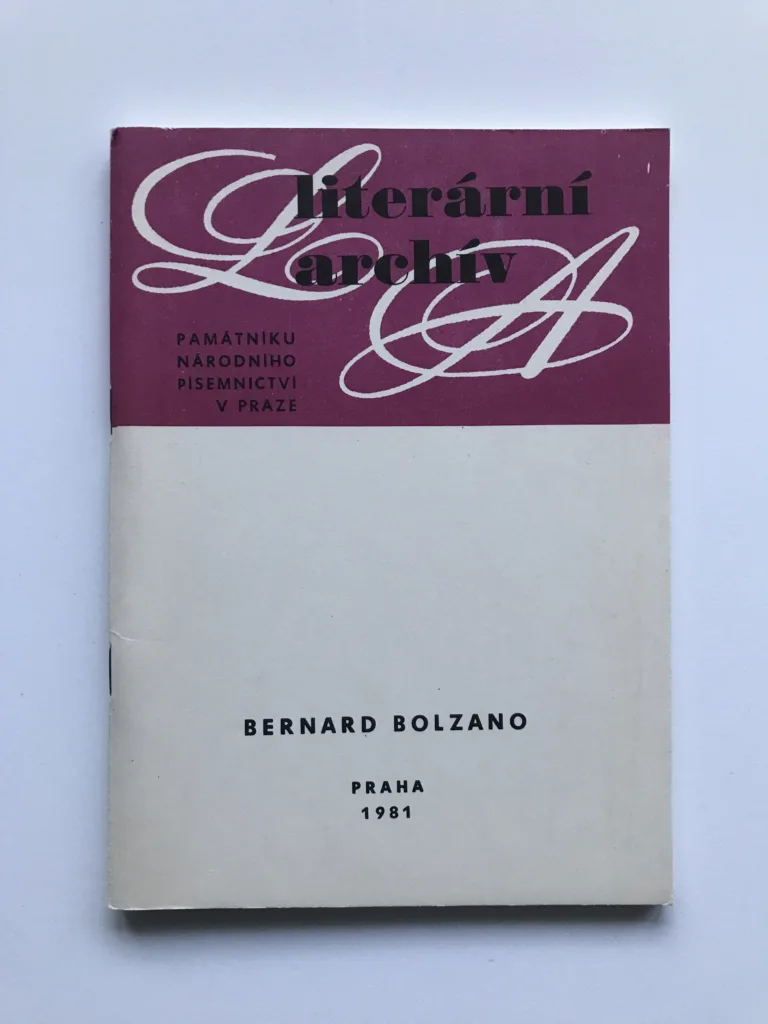 L A
literární
archív
PAMÁTNÍKU
NÁRODNÍHO
PÍSEMNICTVÍ
V PRAZE
BERNARD BOLZANO
PRAHA
1981